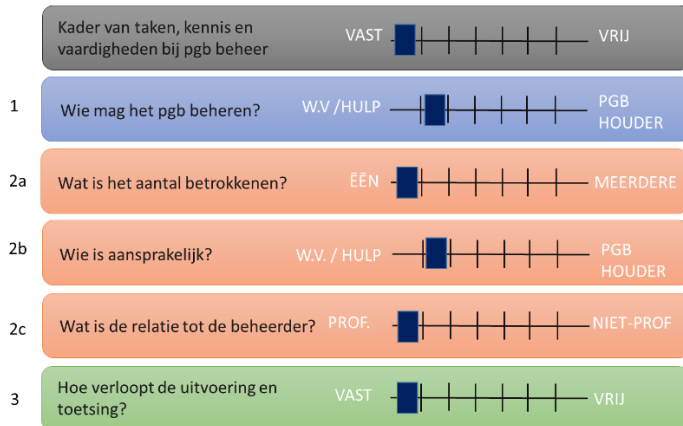 Kader van taken, kennis en
vaardigheden bij pgb beheer
VAST
VRIJ
1
Wie mag het pgb beheren?
W.V /HULP
PGB
HOUDER
2a
Wat is het aantal betrokkenen?
ÉÉN
MEERDERE
2b
Wie is aansprakelijk?
W.V. / HULP
PGB
HOUDER
2c
Wat is de relatie tot de beheerder?
PROF.
NIET-PROF
3
Hoe verloopt de uitvoering en
toetsing?
VAST
VRIJ